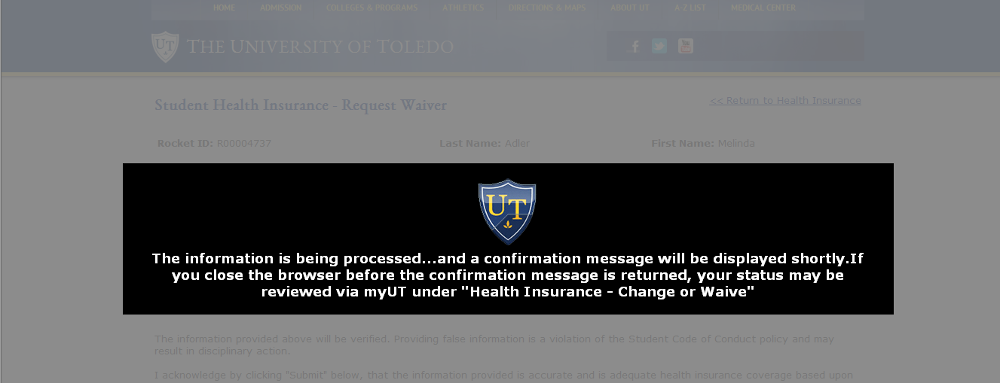 HOME ADMISSION COLLEGES & PROGRAMS ATHLETICS DIRECTIONS & MAPS ABOUT UT A-Z LIST MEDICAL CENTER
UT THE UNIVERSITY OF TOLEDO f You Tube
Student Health Insurance - Request Waiver << Return to Health Insurance
Rocket ID: R00004737 Last Name: Adler First Name: Melinda
UT
The information is being processed...and a confirmation message will be displayed shortly.If
you close the browser before the confirmation message is returned, your status may be
reviewed via myUT under "Health Insurance - Change or Waive"
The information provided above will be verified. Providing false information is a violation of the Student Code of Conduct policy and may
result in disciplinary action.
I acknowledge by clicking "Submit" below, that the information provided is accurate and is adequate health insurance coverage based upon